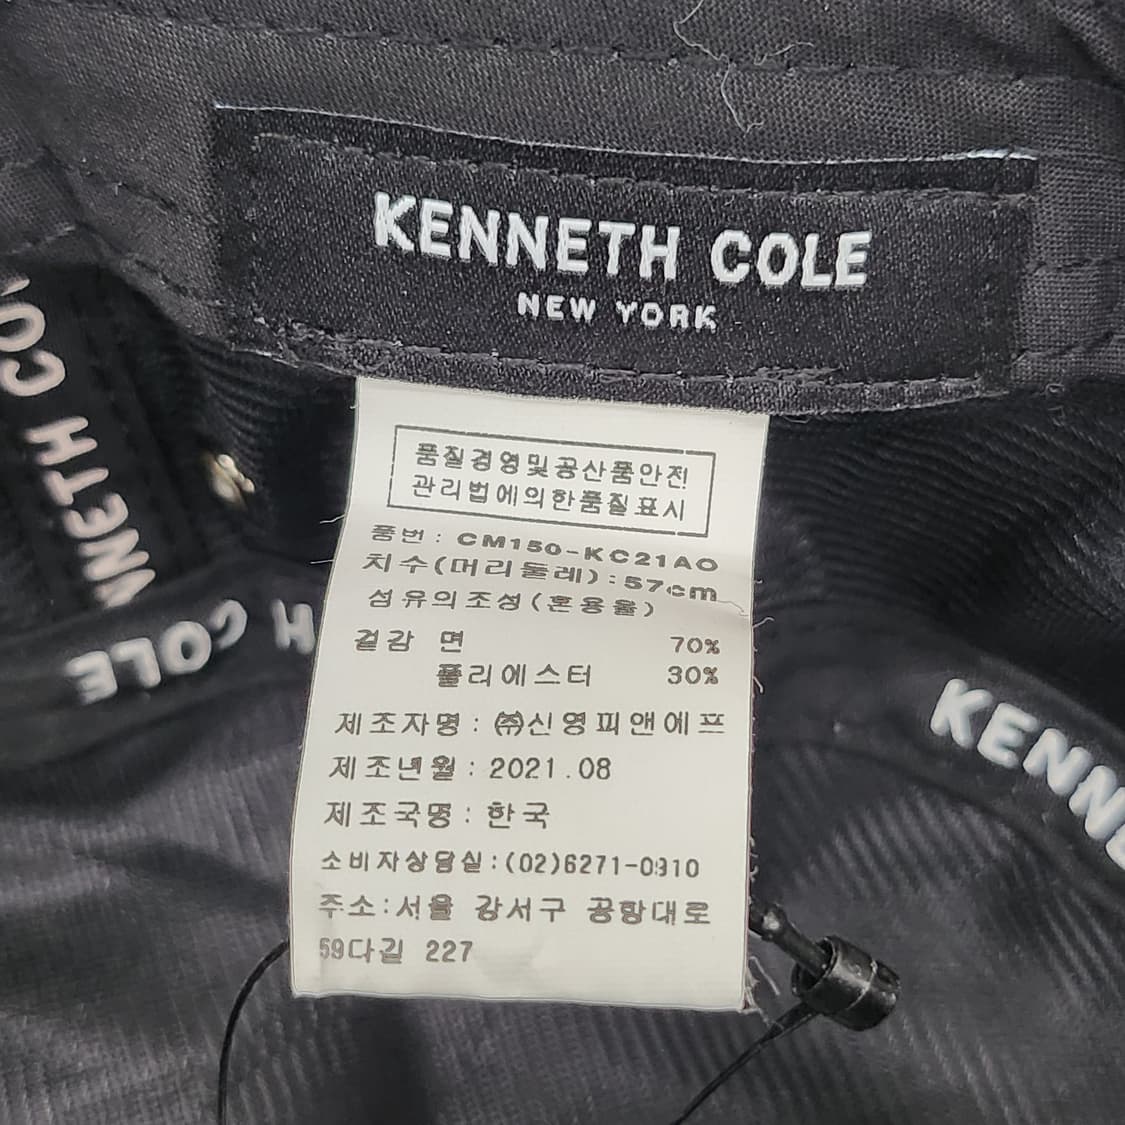 KENNETH COLE
NEW YORK
품질경영및공산품안전
관리법에의한품질표시
품번: CM150-KC21AO
치수(머리둘레):57cm
섬유의조성(혼용율)
겉감 면 70%
폴리에스터 30%
제조자명: ㈜신영피앤에프
제조년월: 2021.08
제조국명: 한국
소비자상담실:(02)6271-0910
주소:서울 강서구 공항대로
59다길 227
NNETH CO
H COLE
KENNE